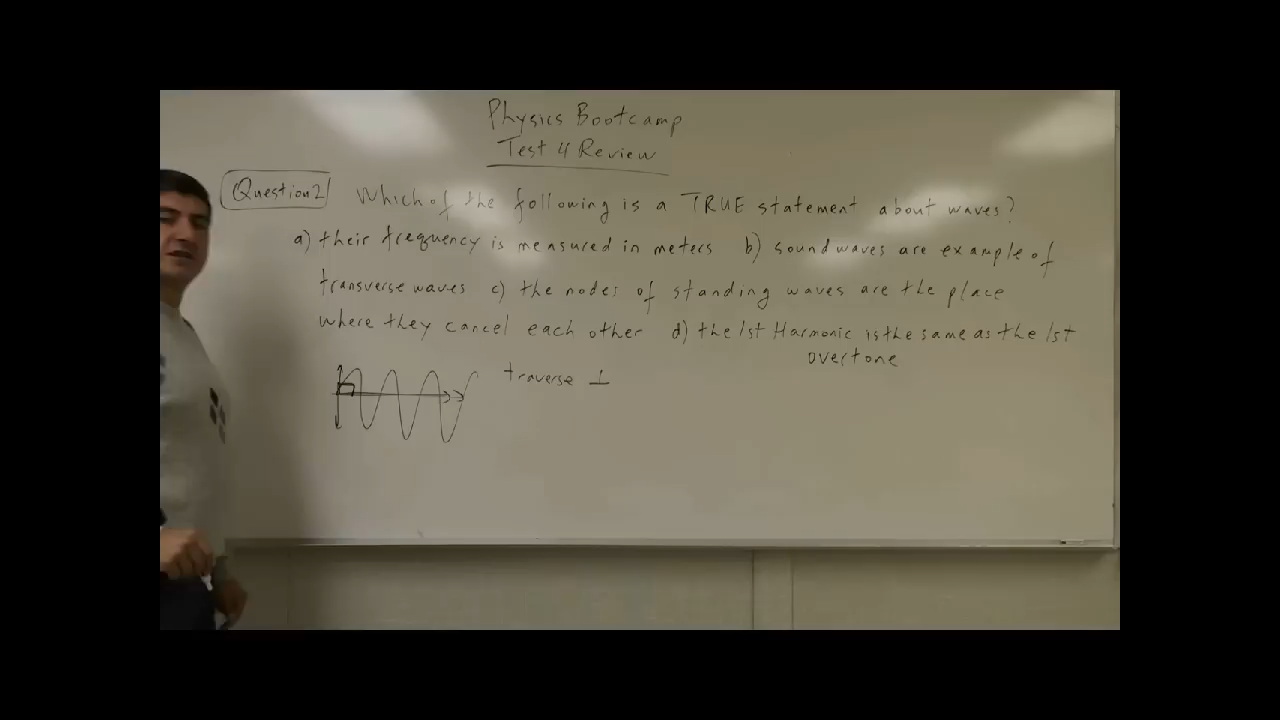 Physics Bootcamp
Test 4 Review
Question 2 Which of the following is a TRUE statement about waves?
a) their frequency is measured in meters b) sound waves are example of
transverse waves c) the nodes of standing waves are the place
where they cancel each other d) the 1st Harmonic is the same as the 1st
overtone
traverse ⊥